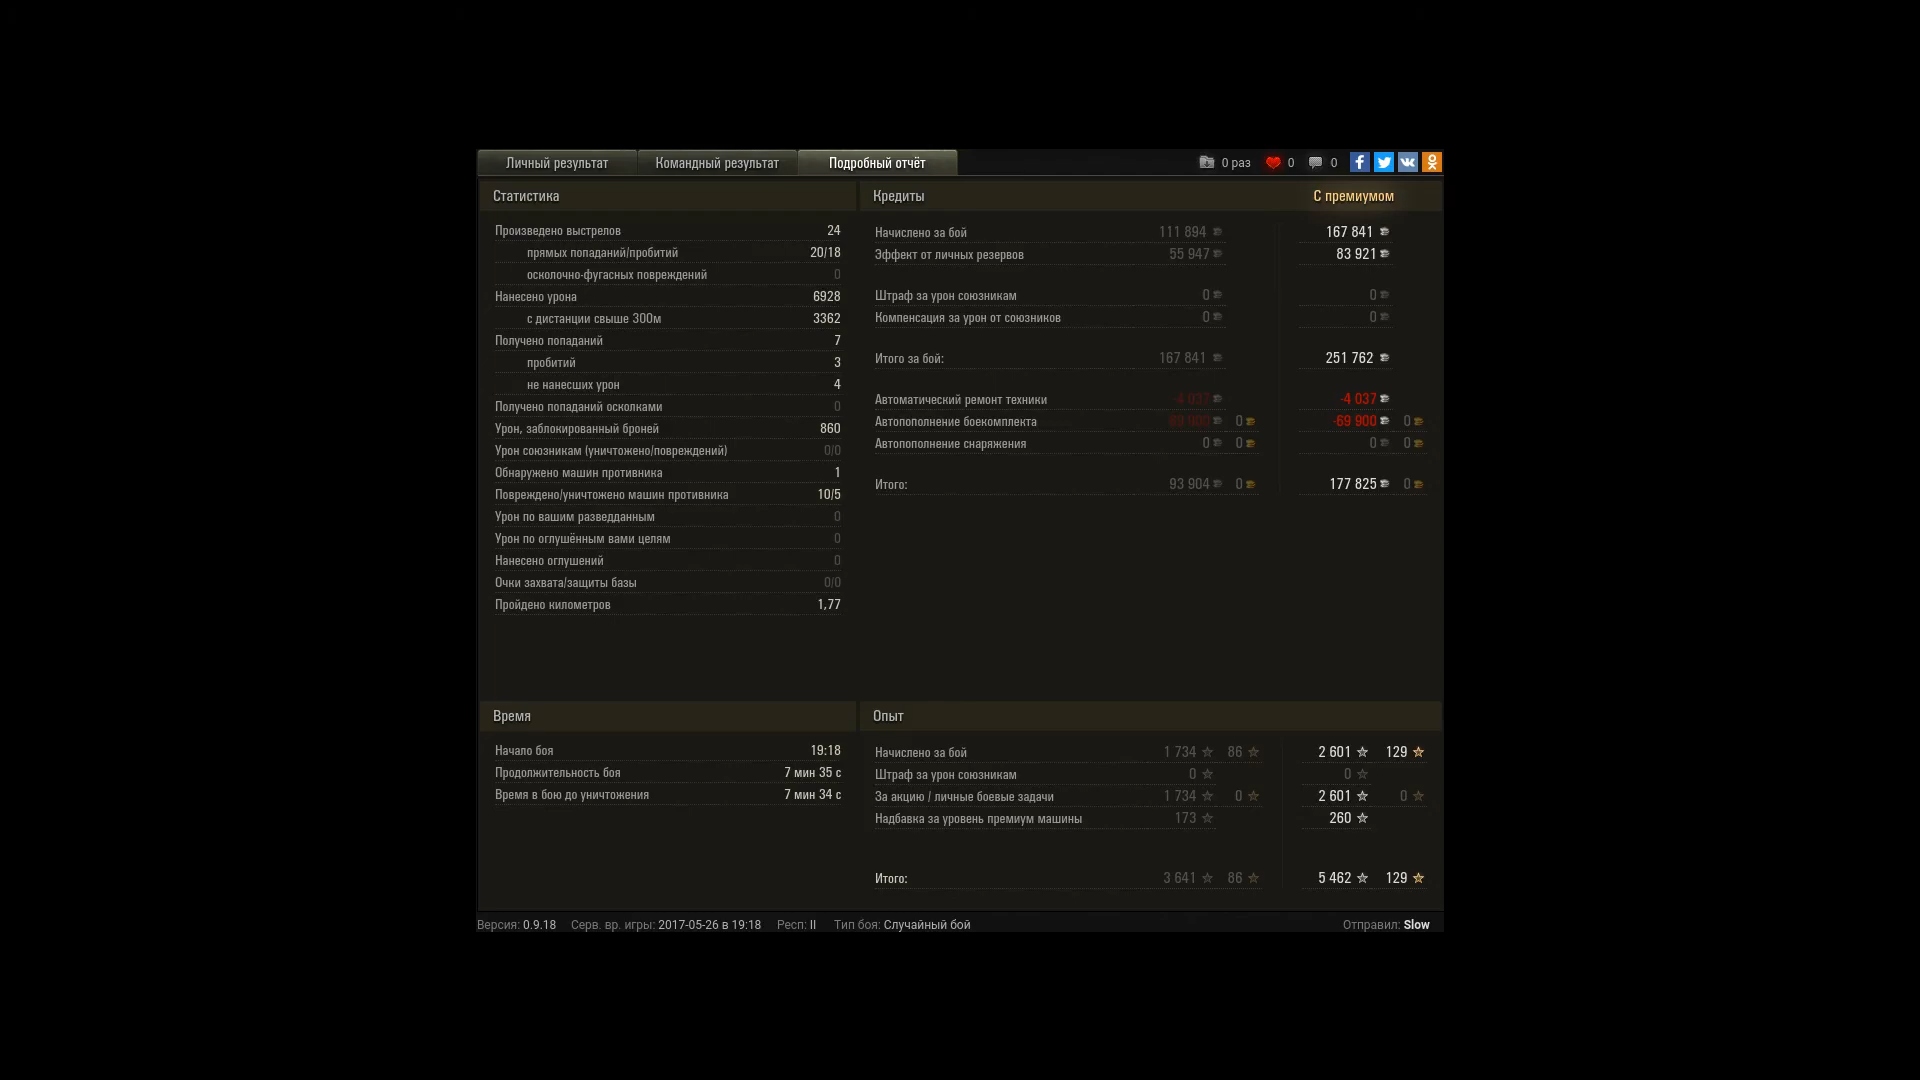 Личный результат Командный результат Подробный отчёт 0 раз 0 0
Статистика
Произведено выстрелов 24
прямых попаданий/пробитий 20/18
осколочно-фугасных повреждений 0
Нанесено урона 6928
с дистанции свыше 300м 3362
Получено попаданий 7
пробитий 3
не нанесших урон 4
Получено попаданий осколками 0
Урон, заблокированный броней 860
Урон союзникам (уничтожено/повреждений) 0/0
Обнаружено машин противника 1
Повреждено/уничтожено машин противника 10/5
Урон по вашим разведданным 0
Урон по оглушённым вами целям 0
Нанесено оглушений 0
Очки захвата/защиты базы 0/0
Пройдено километров 1,77
Кредиты С премиумом
Начислено за бой 111 894 167 841
Эффект от личных резервов 55 947 83 921
Штраф за урон союзникам 0 0
Компенсация за урон от союзников 0 0
Итого за бой: 167 841 251 762
Автоматический ремонт техники -4 037 -4 037
Автопополнение боекомплекта -69 900 0 -69 900 0
Автопополнение снаряжения 0 0 0 0
Итого: 93 904 0 177 825 0
Время
Начало боя 19:18
Продолжительность боя 7 мин 35 с
Время в бою до уничтожения 7 мин 34 с
Опыт
Начислено за бой 1 734 86 2 601 129
Штраф за урон союзникам 0 0
За акцию / личные боевые задачи 1 734 0 2 601 0
Надбавка за уровень премиум машины 173 260
Итого: 3 641 86 5 462 129
Версия: 0.9.18 Серв. вр. игры: 2017-05-26 в 19:18 Респ: II Тип боя: Случайный бой Отправил: Slow